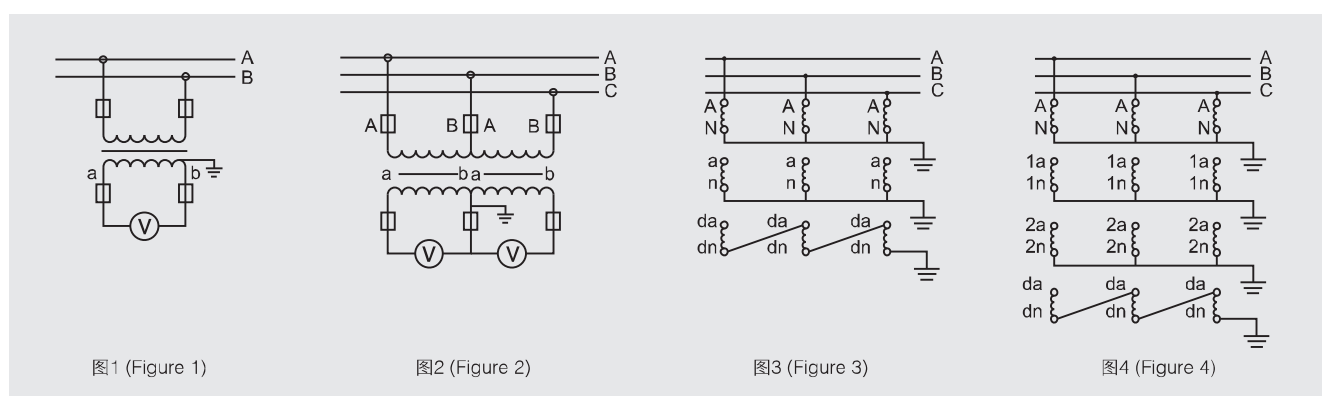 A
B
a
b
V
图1 (Figure 1)
A
B
C
A
B
A
B
a
b
a
b
V
V
图2 (Figure 2)
A
B
C
A
A
A
N
N
N
a
a
a
n
n
n
da
da
da
dn
dn
dn
图3 (Figure 3)
A
B
C
A
A
A
N
N
N
1a
1a
1a
1n
1n
1n
2a
2a
2a
2n
2n
2n
da
da
da
dn
dn
dn
图4 (Figure 4)